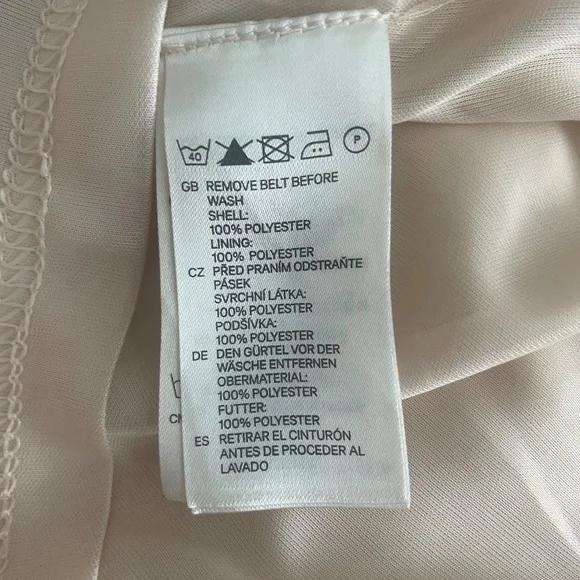 40 P
GB REMOVE BELT BEFORE
WASH
SHELL:
100% POLYESTER
LINING:
100% POLYESTER
CZ PŘED PRANÍM ODSTRAŇTE
PÁSEK
SVRCHNÍ LÁTKA:
100% POLYESTER
PODŠÍVKA:
100% POLYESTER
DE DEN GÜRTEL VOR DER
WÄSCHE ENTFERNEN
OBERMATERIAL:
100% POLYESTER
FUTTER:
100% POLYESTER
ES RETIRAR EL CINTURÓN
ANTES DE PROCEDER AL
LAVADO
CN